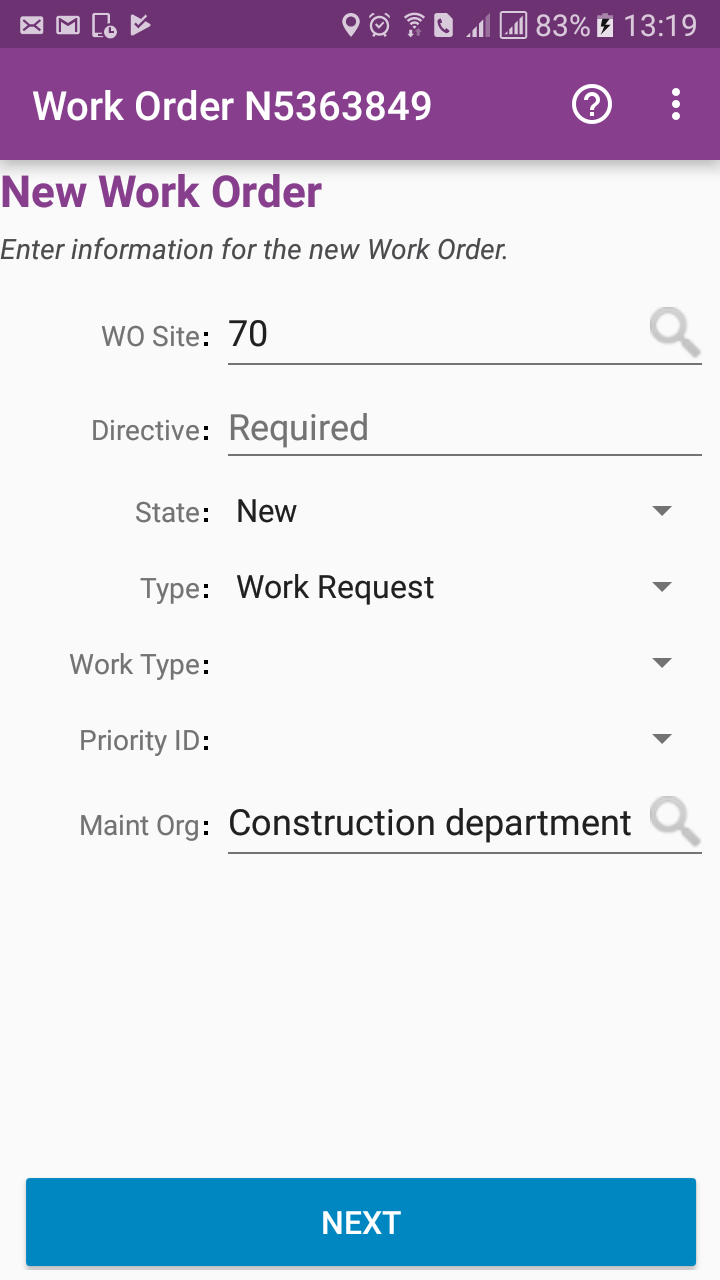 83% 13:19
Work Order N5363849
New Work Order
Enter information for the new Work Order.
WO Site: 70
Directive: Required
State: New
Type: Work Request
Work Type:
Priority ID:
Maint Org: Construction department
NEXT